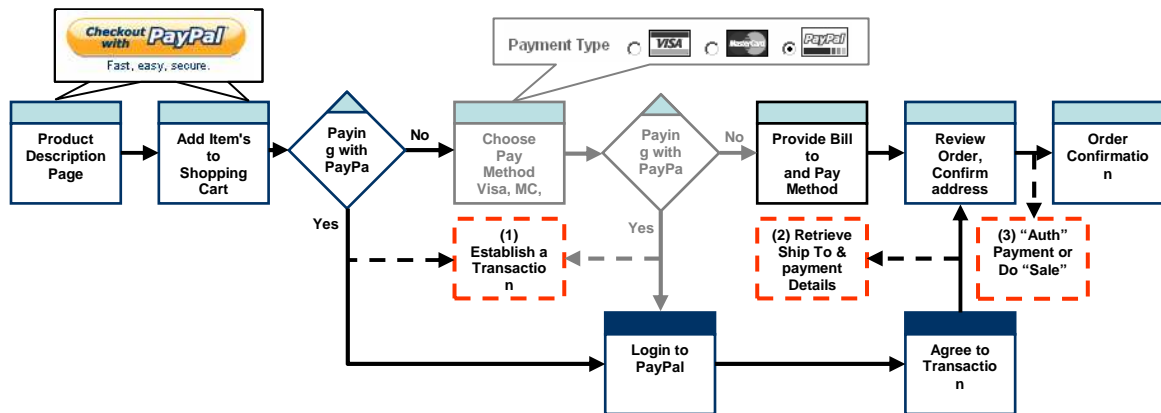 Checkout
with PayPal
Fast, easy, secure.
Payment Type VISA MasterCard PayPal
Product
Description
Page
Add Item's
to
Shopping
Cart
Payin
g with
PayPa
No
Choose
Pay
Method
Visa, MC,
Payin
g with
PayPa
No
Provide Bill
to
and Pay
Method
Review
Order,
Confirm
address
Order
Confirmatio
n
Yes
(1)
Establish a
Transactio
n
Yes
(2) Retrieve
Ship To &
payment
Details
(3) “Auth”
Payment or
Do “Sale”
Login to
PayPal
Agree to
Transactio
n